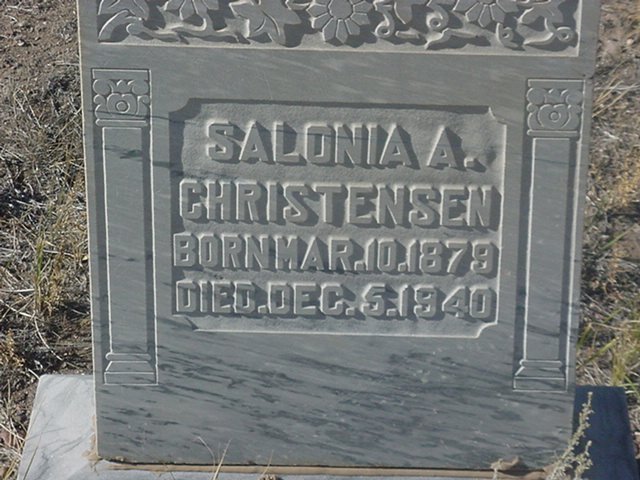 SALONIA A.
CHRISTENSEN
BORN MAR. 10. 1879
DIED. DEC. 5. 1940